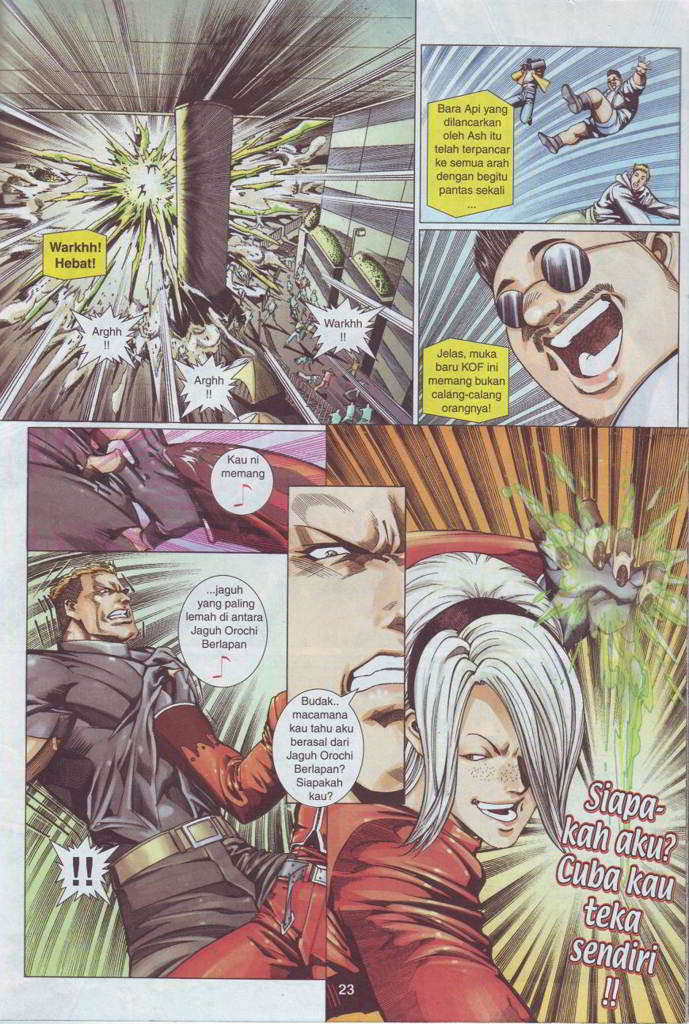 Warkhh!
Hebat!
Arghh
!!
Arghh
!!
Warkhh
!!
Bara Api yang
dilancarkan
oleh Ash itu
telah terpancar
ke semua arah
dengan begitu
pantas sekali
...
Jelas, muka
baru KOF ini
memang bukan
calang-calang
orangnya!
Kau ni
memang
♪
...jaguh
yang paling
lemah di antara
Jaguh Orochi
Berlapan
♪
!!
Budak..
macamana
kau tahu aku
berasal dari
Jaguh Orochi
Berlapan?
Siapakah
kau?
Siapa-
kah aku?
Cuba kau
teka
sendiri
!!
23